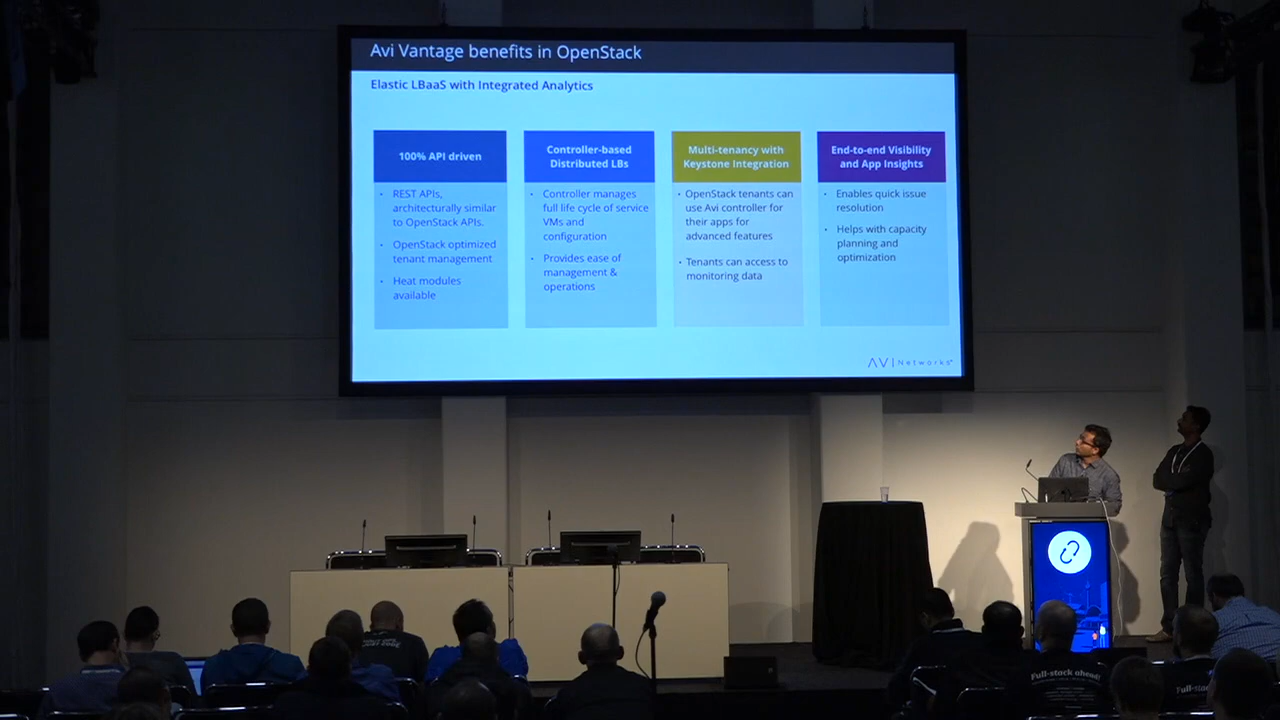 Avi Vantage benefits in OpenStack
Elastic LBaaS with Integrated Analytics
100% API driven
• REST APIs,
architecturally similar
to OpenStack APIs.
• OpenStack optimized
tenant management
• Heat modules
available
Controller-based
Distributed LBs
• Controller manages
full life cycle of service
VMs and
configuration
• Provides ease of
management &
operations
Multi-tenancy with
Keystone Integration
• OpenStack tenants can
use Avi controller for
their apps for
advanced features
• Tenants can access to
monitoring data
End-to-end Visibility
and App Insights
• Enables quick issue
resolution
• Helps with capacity
planning and
optimization
AVI Networks
Full-stack ahead!
Full-sta